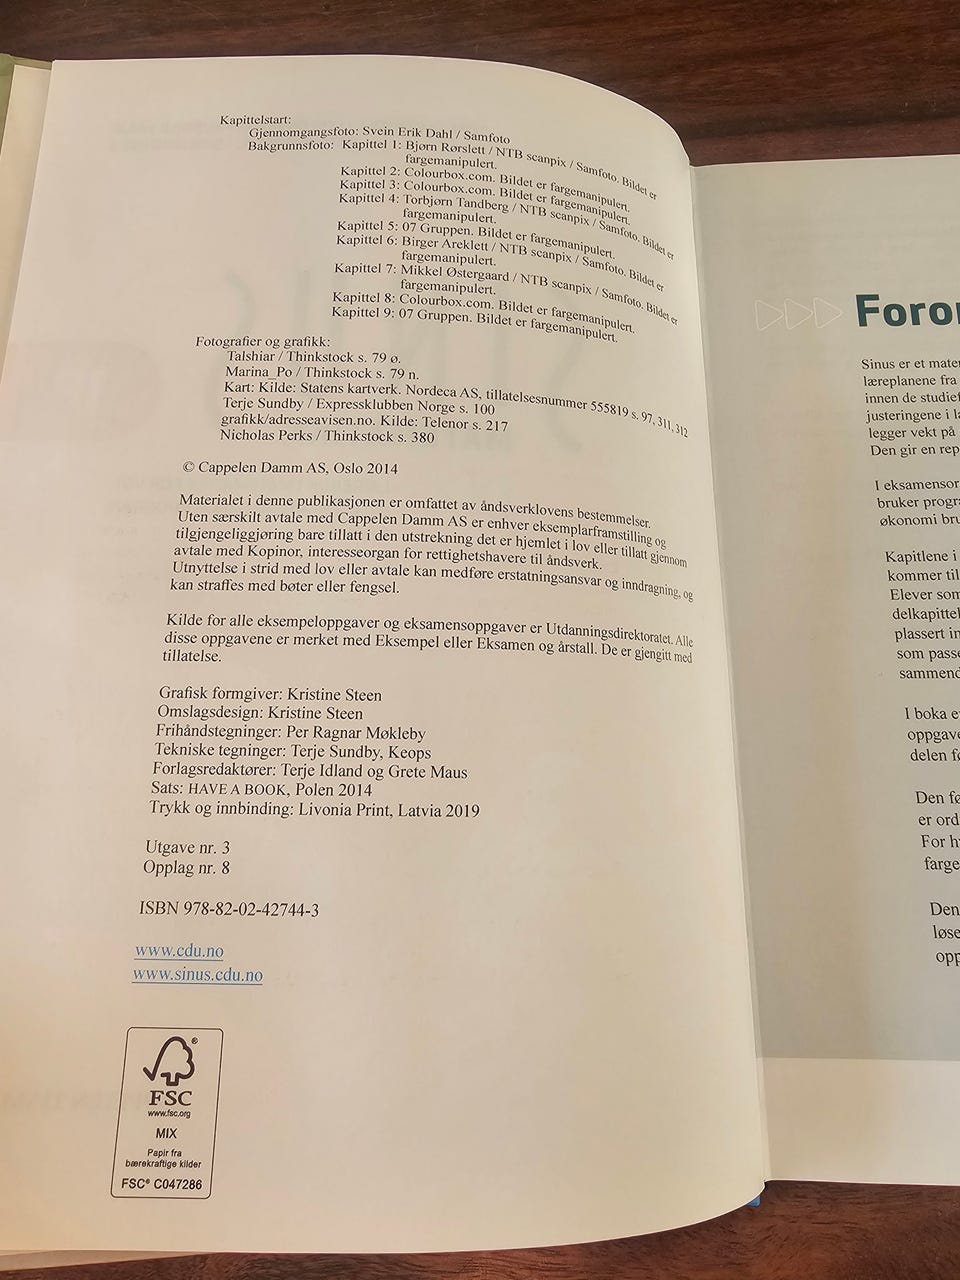 Kapittelstart:
Gjennomgangsfoto: Svein Erik Dahl / Samfoto
Bakgrunnsfoto: Kapittel 1: Bjørn Rørslett / NTB scanpix / Samfoto. Bildet er
fargemanipulert.
Kapittel 2: Colourbox.com. Bildet er fargemanipulert.
Kapittel 3: Colourbox.com. Bildet er fargemanipulert.
Kapittel 4: Torbjørn Tandberg / NTB scanpix / Samfoto. Bildet er
fargemanipulert.
Kapittel 5: 07 Gruppen. Bildet er fargemanipulert.
Kapittel 6: Birger Areklett / NTB scanpix / Samfoto. Bildet er
fargemanipulert.
Kapittel 7: Mikkel Østergaard / NTB scanpix / Samfoto. Bildet er
fargemanipulert.
Kapittel 8: Colourbox.com. Bildet er fargemanipulert.
Kapittel 9: 07 Gruppen. Bildet er fargemanipulert.
Fotografier og grafikk:
Talshiar / Thinkstock s. 79 ø.
Marina_Po / Thinkstock s. 79 n.
Kart: Kilde: Statens kartverk. Nordeca AS, tillatelsesnummer 555819 s. 97, 311, 312
Terje Sundby / Expressklubben Norge s. 100
grafikk/adresseavisen.no. Kilde: Telenor s. 217
Nicholas Perks / Thinkstock s. 380
© Cappelen Damm AS, Oslo 2014
Materialet i denne publikasjonen er omfattet av åndsverklovens bestemmelser.
Uten særskilt avtale med Cappelen Damm AS er enhver eksemplarframstilling og
tilgjengeliggjøring bare tillatt i den utstrekning det er hjemlet i lov eller tillatt gjennom
avtale med Kopinor, interesseorgan for rettighetshavere til åndsverk.
Utnyttelse i strid med lov eller avtale kan medføre erstatningsansvar og inndragning, og
kan straffes med bøter eller fengsel.
Kilde for alle eksempeloppgaver og eksamensoppgaver er Utdanningsdirektoratet. Alle
disse oppgavene er merket med Eksempel eller Eksamen og årstall. De er gjengitt med
tillatelse.
Grafisk formgiver: Kristine Steen
Omslagsdesign: Kristine Steen
Frihåndstegninger: Per Ragnar Møkleby
Tekniske tegninger: Terje Sundby, Keops
Forlagsredaktører: Terje Idland og Grete Maus
Sats: HAVE A BOOK, Polen 2014
Trykk og innbinding: Livonia Print, Latvia 2019
Utgave nr. 3
Opplag nr. 8
ISBN 978-82-02-42744-3
www.cdu.no
www.sinus.cdu.no
FSC®
www.fsc.org
MIX
Papir fra
bærekraftige kilder
FSC® C047286
Foror
Sinus er et mater
læreplanene fra
innen de studief
justeringene i l
legger vekt på
Den gir en rep
I eksamensor
bruker progra
økonomi bru
Kapitlene i
kommer til
Elever som
delkapittel
plassert in
som passe
sammend
I boka e
oppgave
delen fø
Den fø
er ord
For h
farge
Den
løse
opp